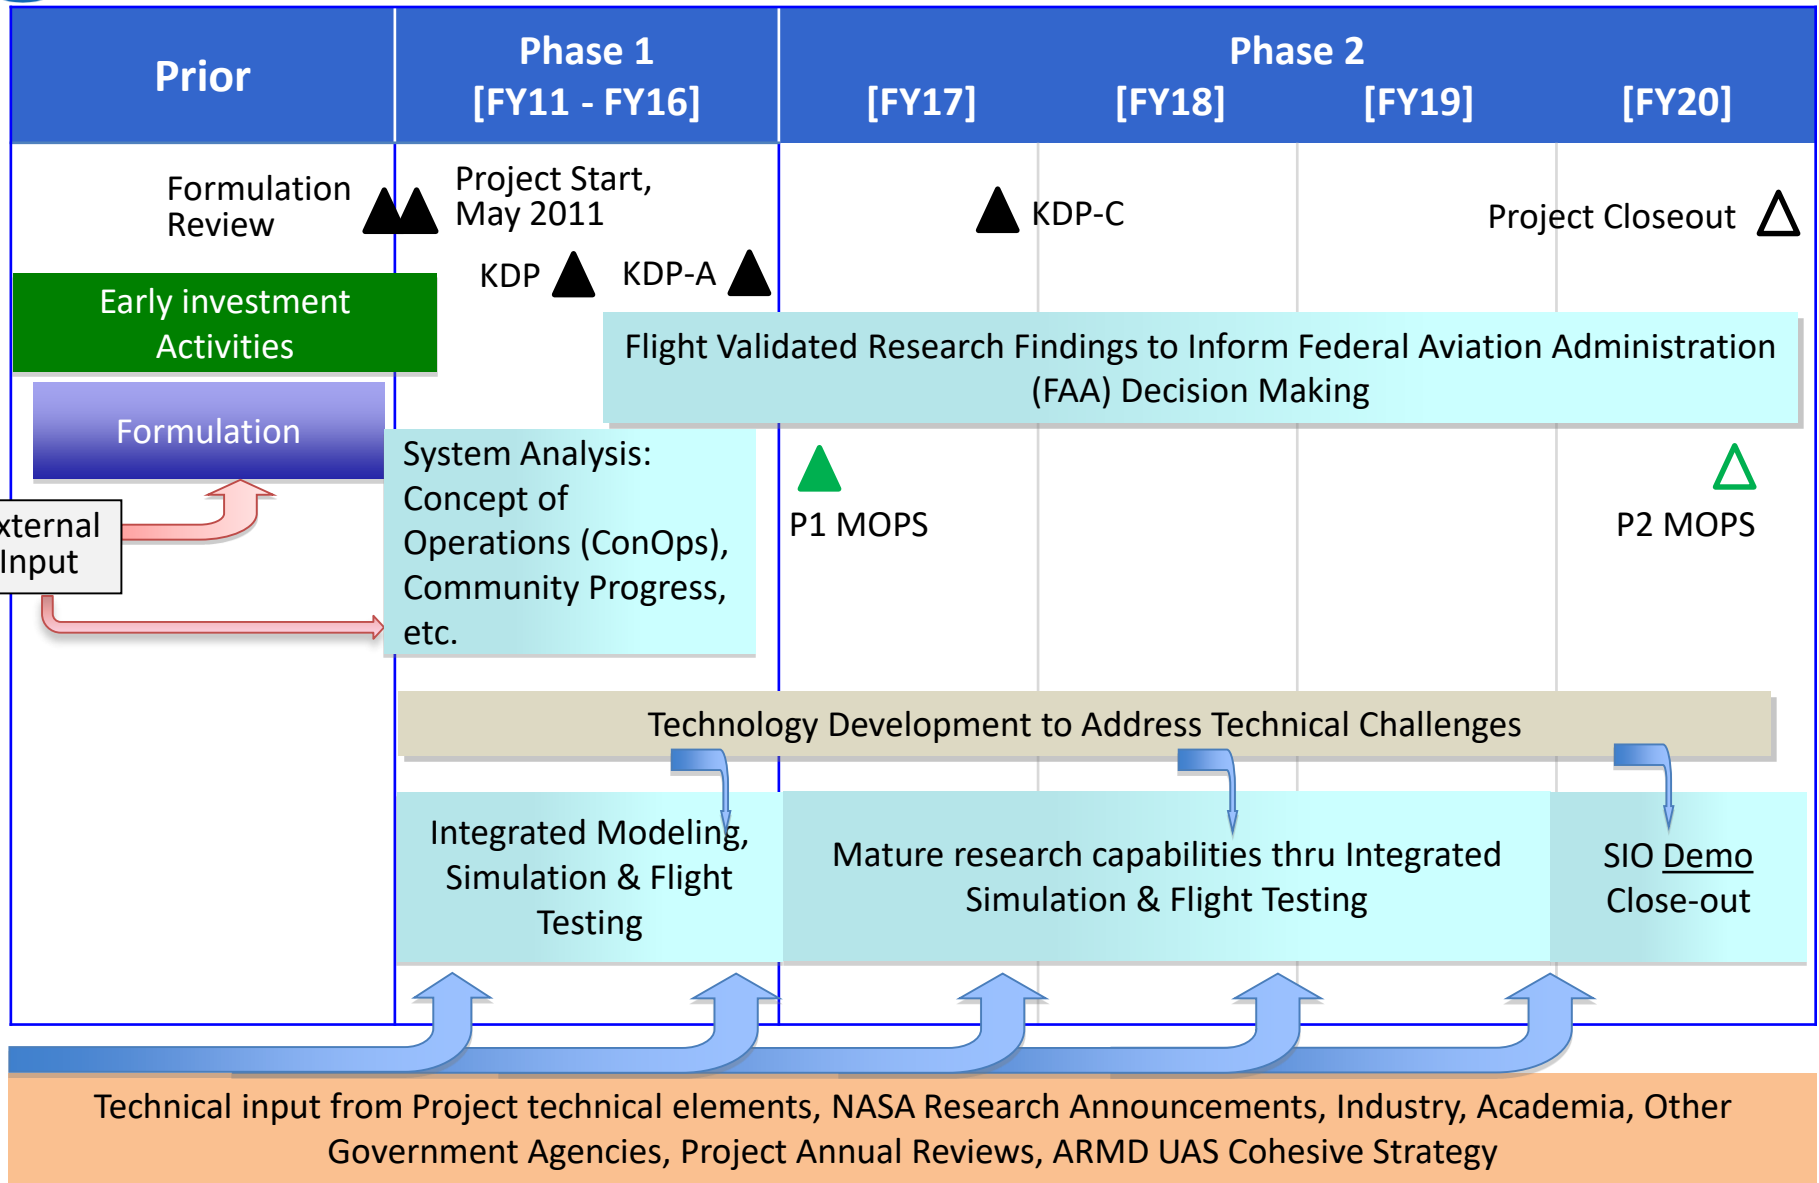 Prior
Phase 1
[FY11 - FY16]
Phase 2
[FY17]
[FY18]
[FY19]
[FY20]
Formulation
Review
Project Start,
May 2011
KDP-C
Project Closeout
KDP
KDP-A
Early investment
Activities
Flight Validated Research Findings to Inform Federal Aviation Administration
(FAA) Decision Making
Formulation
System Analysis:
Concept of
Operations (ConOps),
Community Progress,
etc.
P1 MOPS
P2 MOPS
xternal
Input
Technology Development to Address Technical Challenges
Integrated Modeling,
Simulation & Flight
Testing
Mature research capabilities thru Integrated
Simulation & Flight Testing
SIO Demo
Close-out
Technical input from Project technical elements, NASA Research Announcements, Industry, Academia, Other
Government Agencies, Project Annual Reviews, ARMD UAS Cohesive Strategy